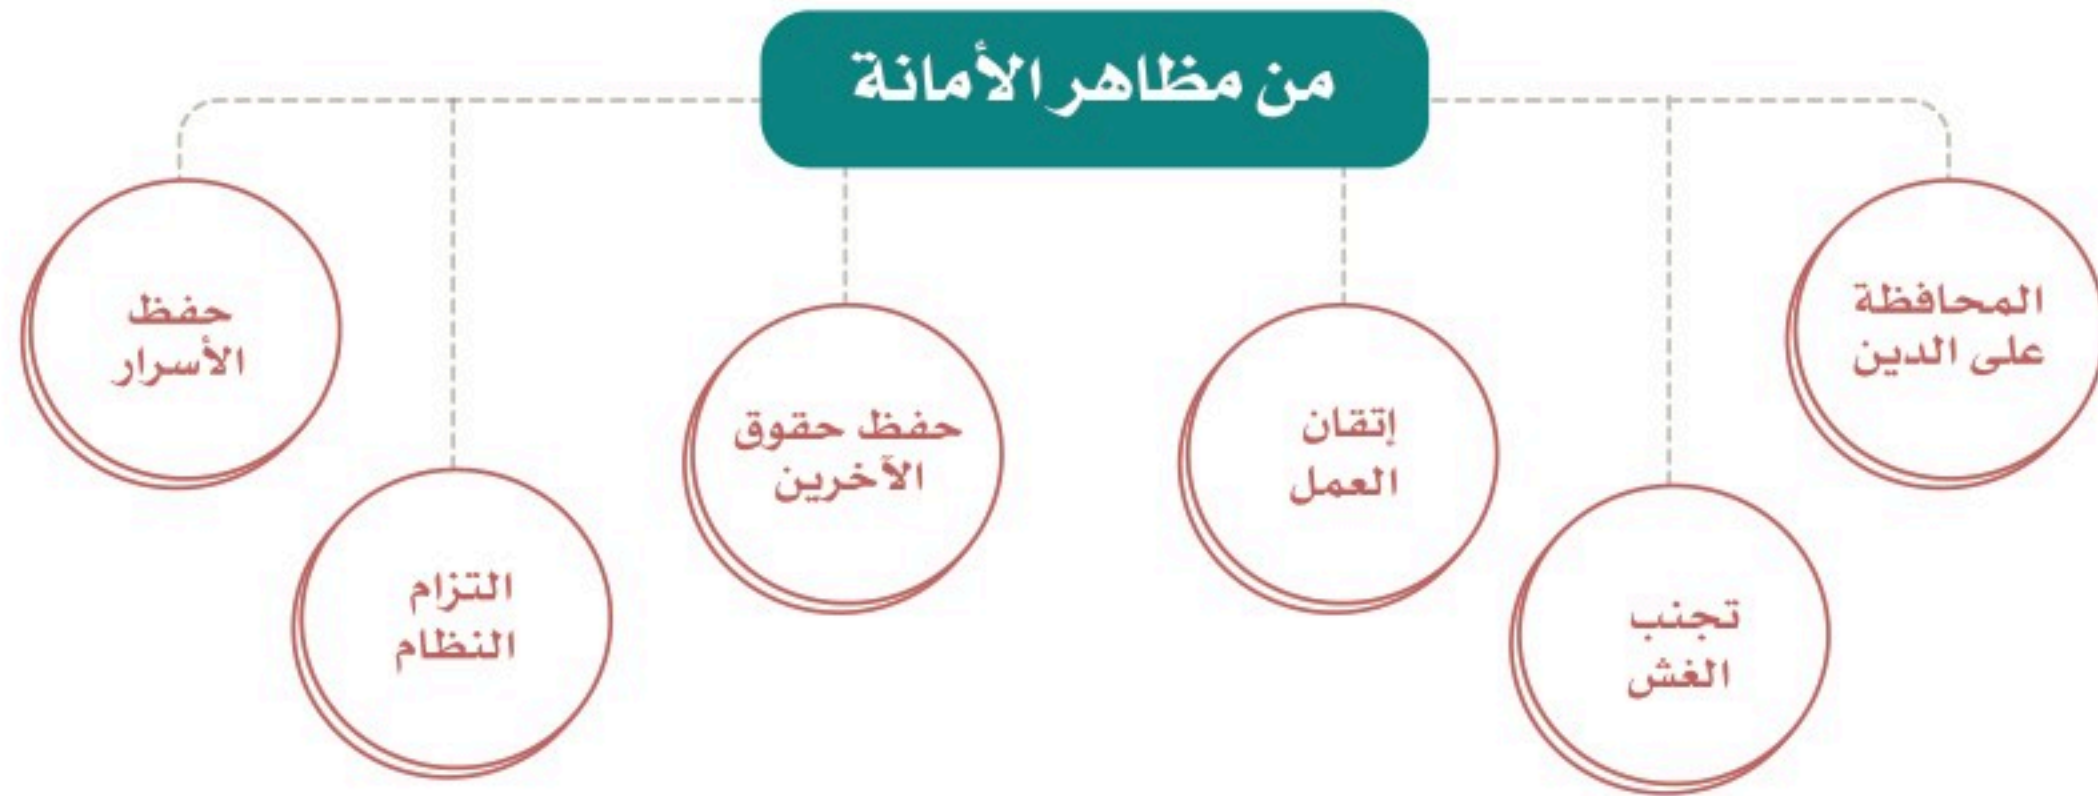 من مظاهر الأمانة
المحافظة
على الدين
تجنب
الغش
إتقان
العمل
حفظ حقوق
الآخرين
التزام
النظام
حفظ
الأسرار